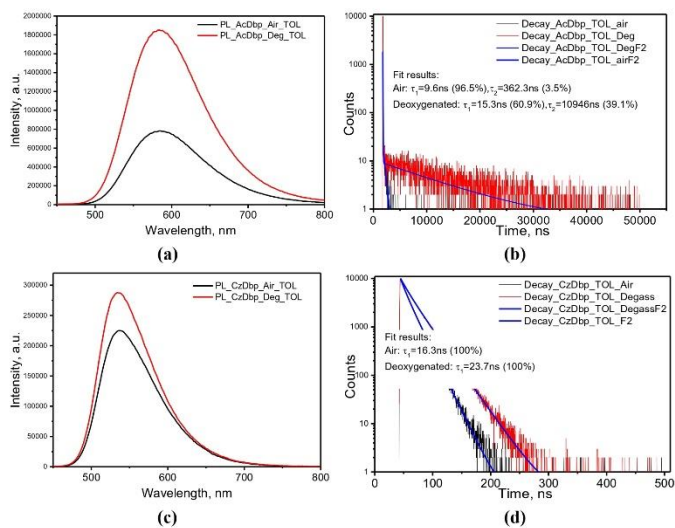 PL_AcDbp_Air_TOL
PL_AcDbp_Deg_TOL
2000000
1800000
1600000
1400000
1200000
1000000
800000
600000
400000
200000
0
Intensity, a.u.
500
600
700
800
Wavelength, nm
(a)
Decay_AcDbp_TOL_air
Decay_AcDbp_TOL_Deg
Decay_AcDbp_TOL_DegF2
Decay_AcDbp_TOL_airF2
Fit results:
Air: τ1=9.6ns (96.5%),τ2=362.3ns (3.5%)
Deoxygenated: τ1=15.3ns (60.9%),τ2=10946ns (39.1%)
10000
1000
100
10
1
Counts
0
10000
20000
30000
40000
50000
Time, ns
(b)
PL_CzDbp_Air_TOL
PL_CzDbp_Deg_TOL
300000
250000
200000
150000
100000
50000
0
Intensity, a.u.
500
600
700
800
Wavelength, nm
(c)
Decay_CzDbp_TOL_Air
Decay_CzDbp_TOL_Degass
Decay_CzDbp_TOL_DegassF2
Decay_CzDbp_TOL_F2
Fit results:
Air: τ1=16.3ns (100%)
Deoxygenated: τ1=23.7ns (100%)
10000
1000
100
10
1
Counts
0
100
200
300
400
500
Time, ns
(d)